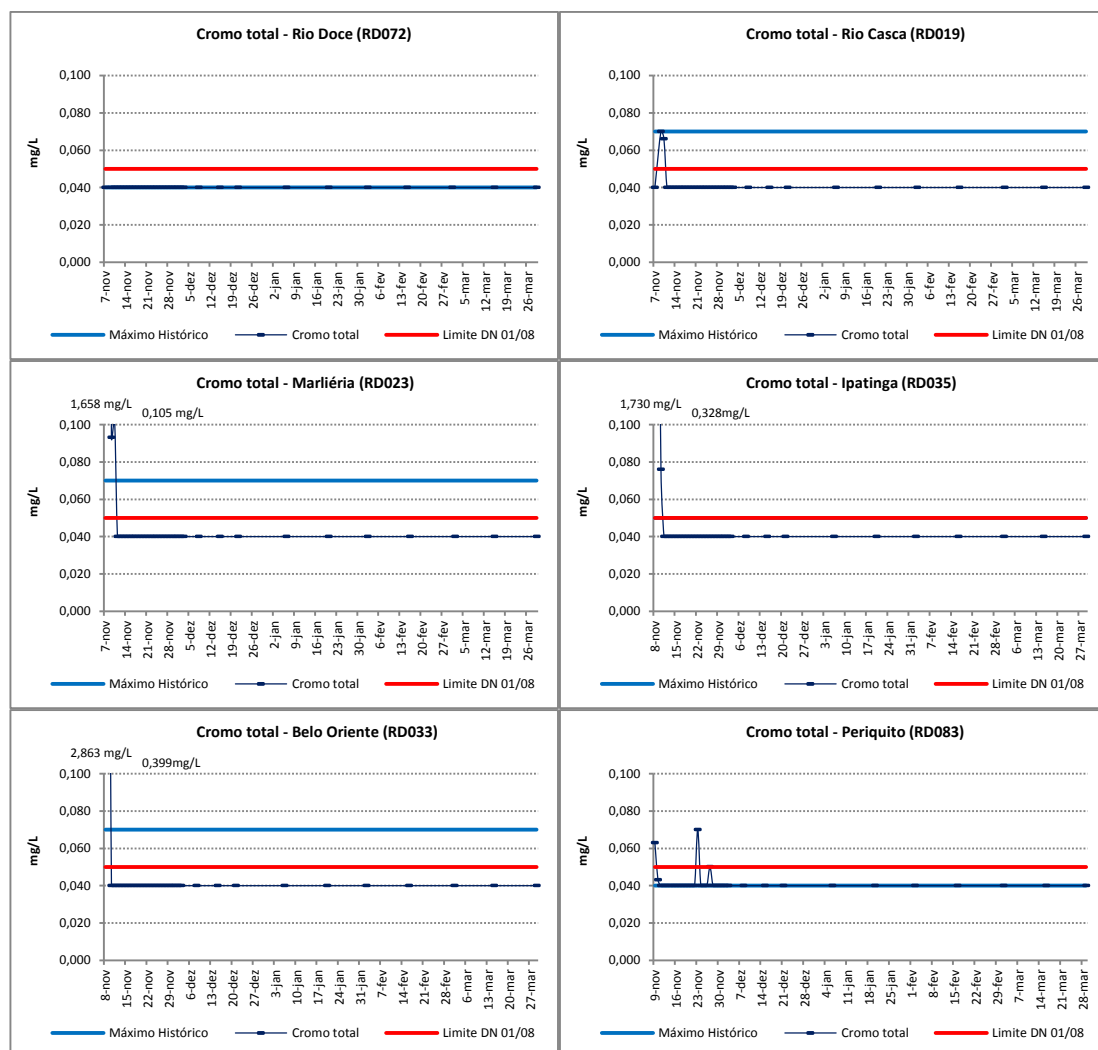 Cromo total - Rio Doce (RD072)
mg/L
0,100
0,080
0,060
0,040
0,020
0,000
7-nov
14-nov
21-nov
28-nov
5-dez
12-dez
19-dez
26-dez
2-jan
9-jan
16-jan
23-jan
30-jan
6-fev
13-fev
20-fev
27-fev
5-mar
12-mar
19-mar
26-mar
Máximo Histórico Cromo total Limite DN 01/08
Cromo total - Rio Casca (RD019)
mg/L
0,100
0,080
0,060
0,040
0,020
0,000
7-nov
14-nov
21-nov
28-nov
5-dez
12-dez
19-dez
26-dez
2-jan
9-jan
16-jan
23-jan
30-jan
6-fev
13-fev
20-fev
27-fev
5-mar
12-mar
19-mar
26-mar
Máximo Histórico Cromo total Limite DN 01/08
Cromo total - Marliéria (RD023)
1,658 mg/L
0,105 mg/L
mg/L
0,100
0,080
0,060
0,040
0,020
0,000
7-nov
14-nov
21-nov
28-nov
5-dez
12-dez
19-dez
26-dez
2-jan
9-jan
16-jan
23-jan
30-jan
6-fev
13-fev
20-fev
27-fev
5-mar
12-mar
19-mar
26-mar
Máximo Histórico Cromo total Limite DN 01/08
Cromo total - Ipatinga (RD035)
1,730 mg/L
0,328mg/L
mg/L
0,100
0,080
0,060
0,040
0,020
0,000
8-nov
15-nov
22-nov
29-nov
6-dez
13-dez
20-dez
27-dez
3-jan
10-jan
17-jan
24-jan
31-jan
7-fev
14-fev
21-fev
28-fev
6-mar
13-mar
20-mar
27-mar
Máximo Histórico Cromo total Limite DN 01/08
Cromo total - Belo Oriente (RD033)
2,863 mg/L
0,399mg/L
mg/L
0,100
0,080
0,060
0,040
0,020
0,000
8-nov
15-nov
22-nov
29-nov
6-dez
13-dez
20-dez
27-dez
3-jan
10-jan
17-jan
24-jan
31-jan
7-fev
14-fev
21-fev
28-fev
6-mar
13-mar
20-mar
27-mar
Máximo Histórico Cromo total Limite DN 01/08
Cromo total - Periquito (RD083)
mg/L
0,100
0,080
0,060
0,040
0,020
0,000
9-nov
16-nov
23-nov
30-nov
7-dez
14-dez
21-dez
28-dez
4-jan
11-jan
18-jan
25-jan
1-fev
8-fev
15-fev
22-fev
29-fev
7-mar
14-mar
21-mar
28-mar
Máximo Histórico Cromo total Limite DN 01/08